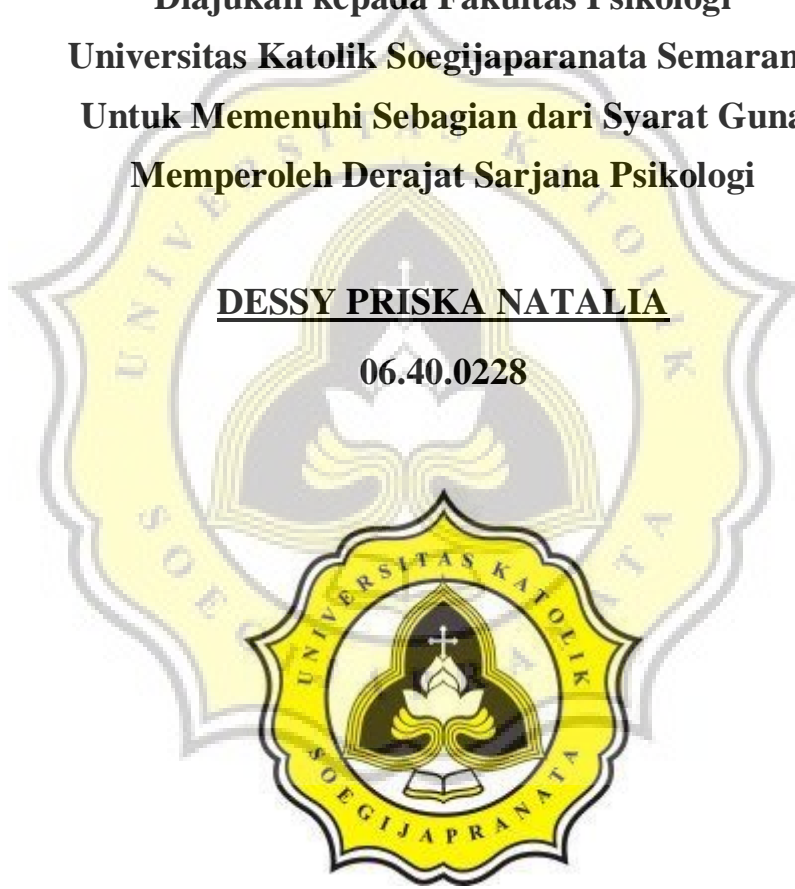 Diajukan kepada Fakultas Psikologi
Universitas Katolik Soegijaparanata Semaran
Untuk Memenuhi Sebagian dari Syarat Guna
Memperoleh Derajat Sarjana Psikologi
DESSY PRISKA NATALIA
06.40.0228
UNIVERSITAS KATOLIK
SOEGIJAPRANATA